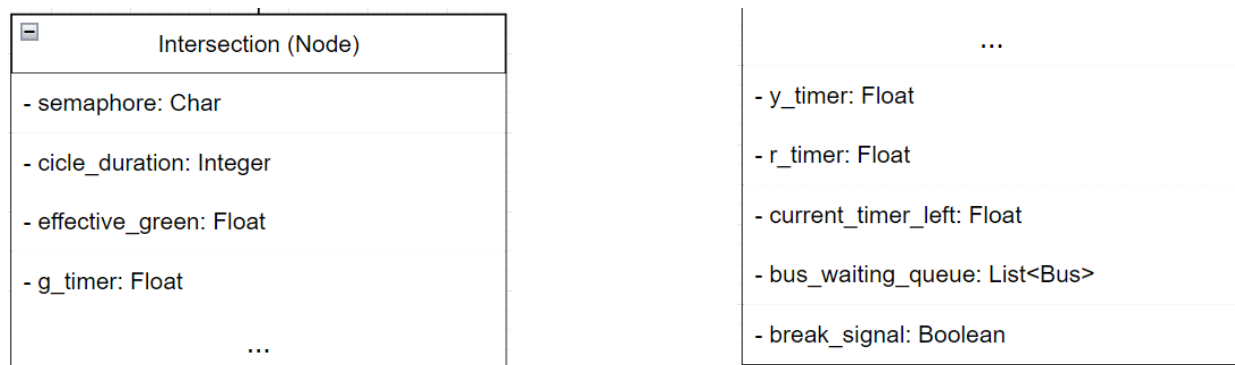 Intersection (Node)
- semaphore: Char
- cicle_duration: Integer
- effective_green: Float
- g_timer: Float
...
...
- y_timer: Float
- r_timer: Float
- current_timer_left: Float
- bus_waiting_queue: List<Bus>
- break_signal: Boolean